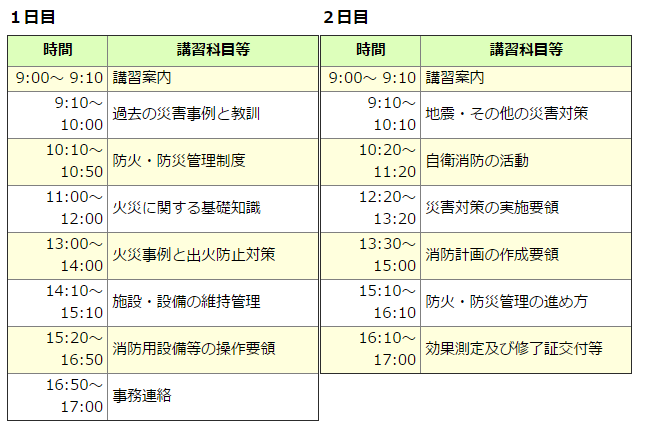 1日目
時間 講習科目等
9:00～ 9:10 講習案内
9:10～
10:00 過去の災害事例と教訓
10:10～
10:50 防火・防災管理制度
11:00～
12:00 火災に関する基礎知識
13:00～
14:00 火災事例と出火防止対策
14:10～
15:10 施設・設備の維持管理
15:20～
16:50 消防用設備等の操作要領
16:50～
17:00 事務連絡
2日目
時間 講習科目等
9:00～ 9:10 講習案内
9:10～
10:10 地震・その他の災害対策
10:20～
11:20 自衛消防の活動
12:20～
13:20 災害対策の実施要領
13:30～
15:00 消防計画の作成要領
15:10～
16:10 防火・防災管理の進め方
16:10～
17:00 効果測定及び修了証交付等